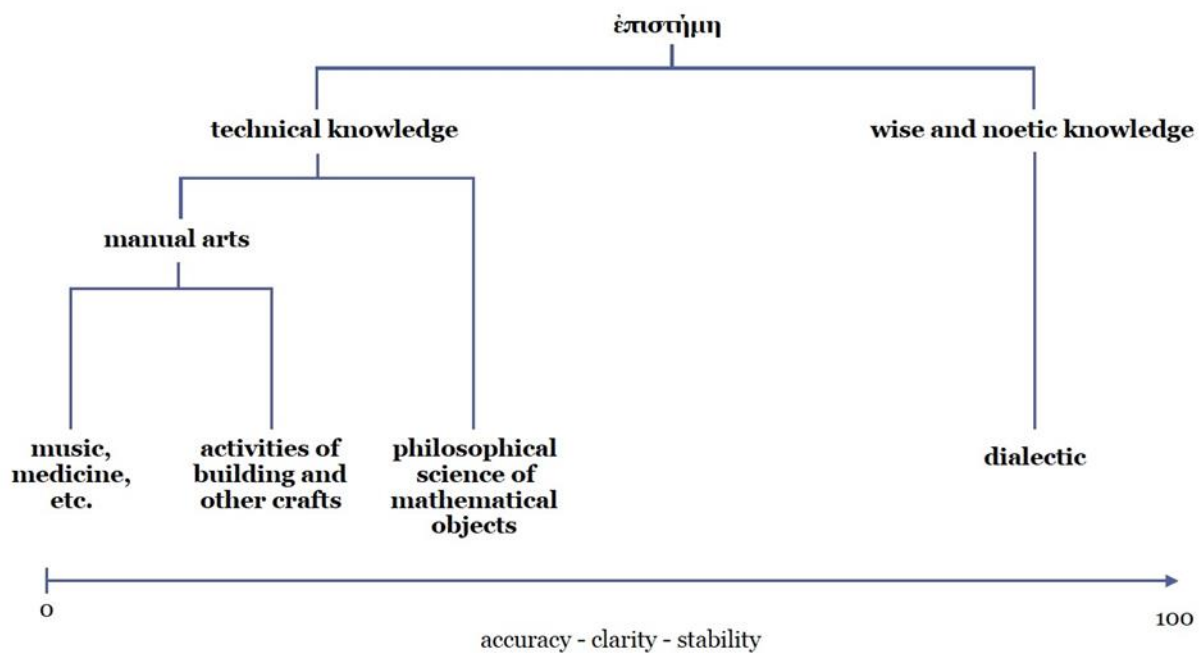 ἐπιστήμη
technical knowledge
wise and noetic knowledge
manual arts
music,
medicine,
etc.
activities of
building and
other crafts
philosophical
science of
mathematical
objects
dialectic
0
100
accuracy - clarity - stability